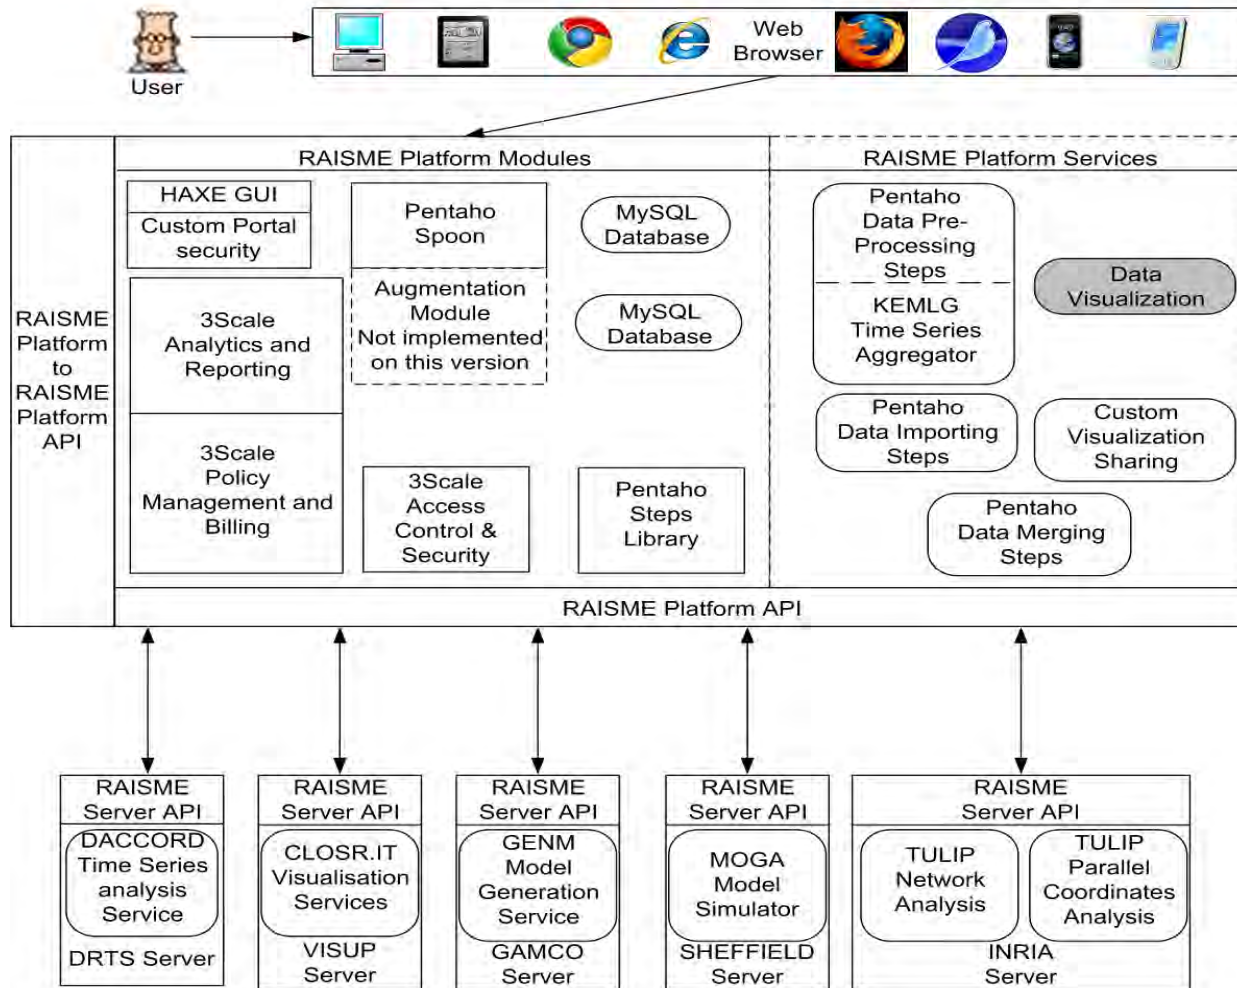 Web
Browser
User
RAISME Platform Modules
RAISME Platform Services
RAISME
Platform
to
RAISME
Platform
API
HAXE GUI
Custom Portal
security
3Scale
Analytics and
Reporting
3Scale
Policy
Management and
Billing
Pentaho
Spoon
Augmentation
Module
Not implemented
on this version
3Scale
Access
Control &
Security
MySQL
Database
MySQL
Database
Pentaho
Steps
Library
Pentaho
Data Pre-
Processing
Steps
KEMLG
Time Series
Aggregator
Data
Visualization
Pentaho
Data Importing
Steps
Custom
Visualization
Sharing
Pentaho
Data Merging
Steps
RAISME Platform API
RAISME
Server API
DACCORD
Time Series
analysis
Service
DRTS Server
RAISME
Server API
CLOSR.IT
Visualisation
Services
VISUP
Server
RAISME
Server API
GENM
Model
Generation
Service
GAMCO
Server
RAISME
Server API
MOGA
Model
Simulator
SHEFFIELD
Server
RAISME
Server API
TULIP
Network
Analysis
TULIP
Parallel
Coordinates
Analysis
INRIA
Server